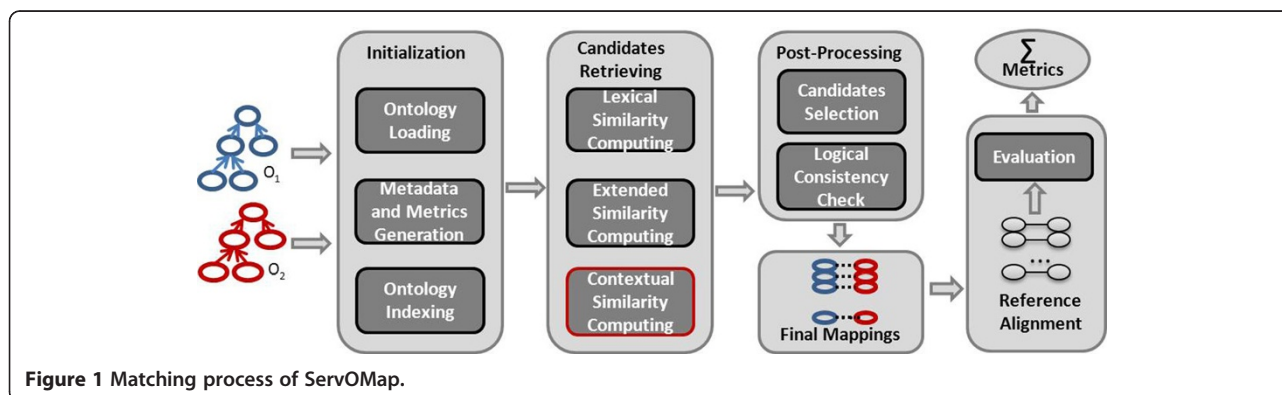 Initialization
Ontology
Loading
Metadata
and Metrics
Generation
Ontology
Indexing
O1
O2
Candidates
Retrieving
Lexical
Similarity
Computing
Extended
Similarity
Computing
Contextual
Similarity
Computing
Post-Processing
Candidates
Selection
Logical
Consistency
Check
Final Mappings
Σ
Metrics
Evaluation
...
Reference
Alignment
Figure 1 Matching process of ServOMap.